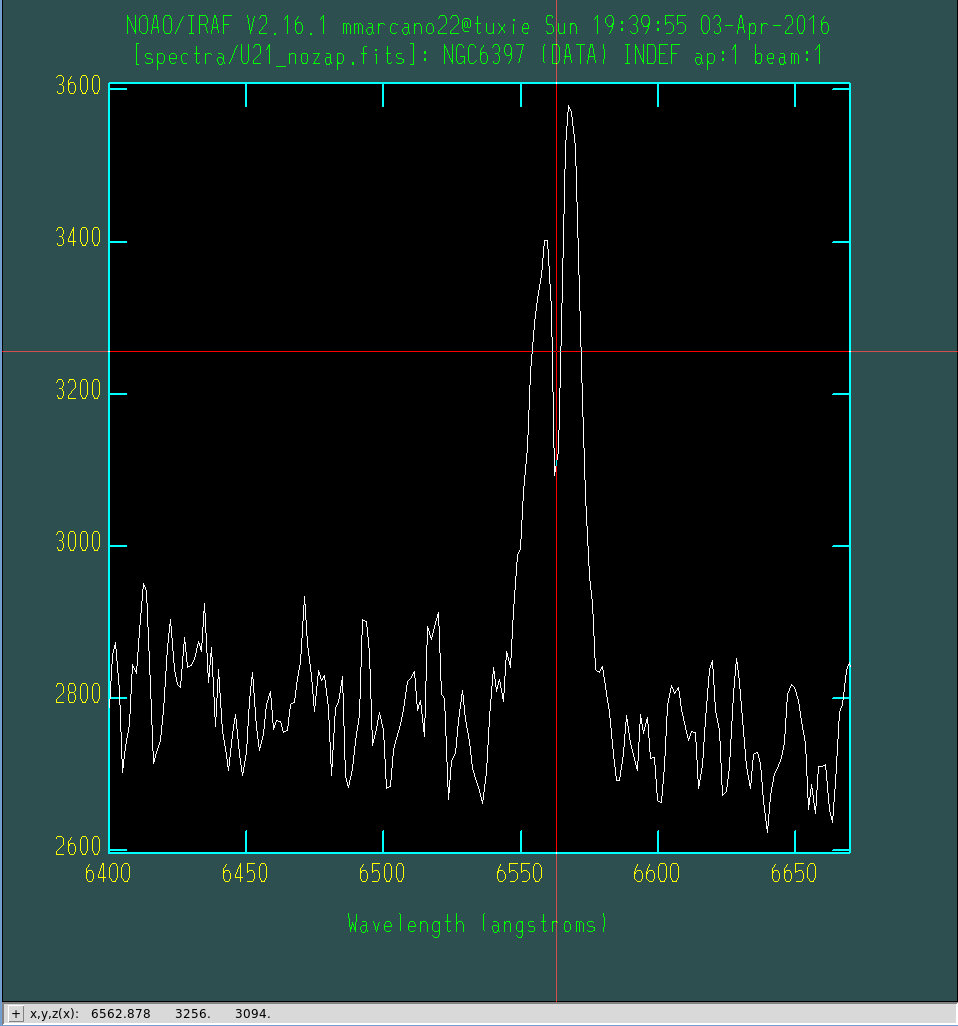 NOAO/IRAF V2.16.1 mmarcano22@tuxie Sun 19:39:55 03-Apr-2016
[spectra/U21_nozap.fits]: NGC6397 (DATA) INDEF ap:1 beam:1
3600
3400
3200
3000
2800
2600
6400 6450 6500 6550 6600 6650
Wavelength (angstroms)
+ x,y,z(x): 6562.878 3256. 3094.